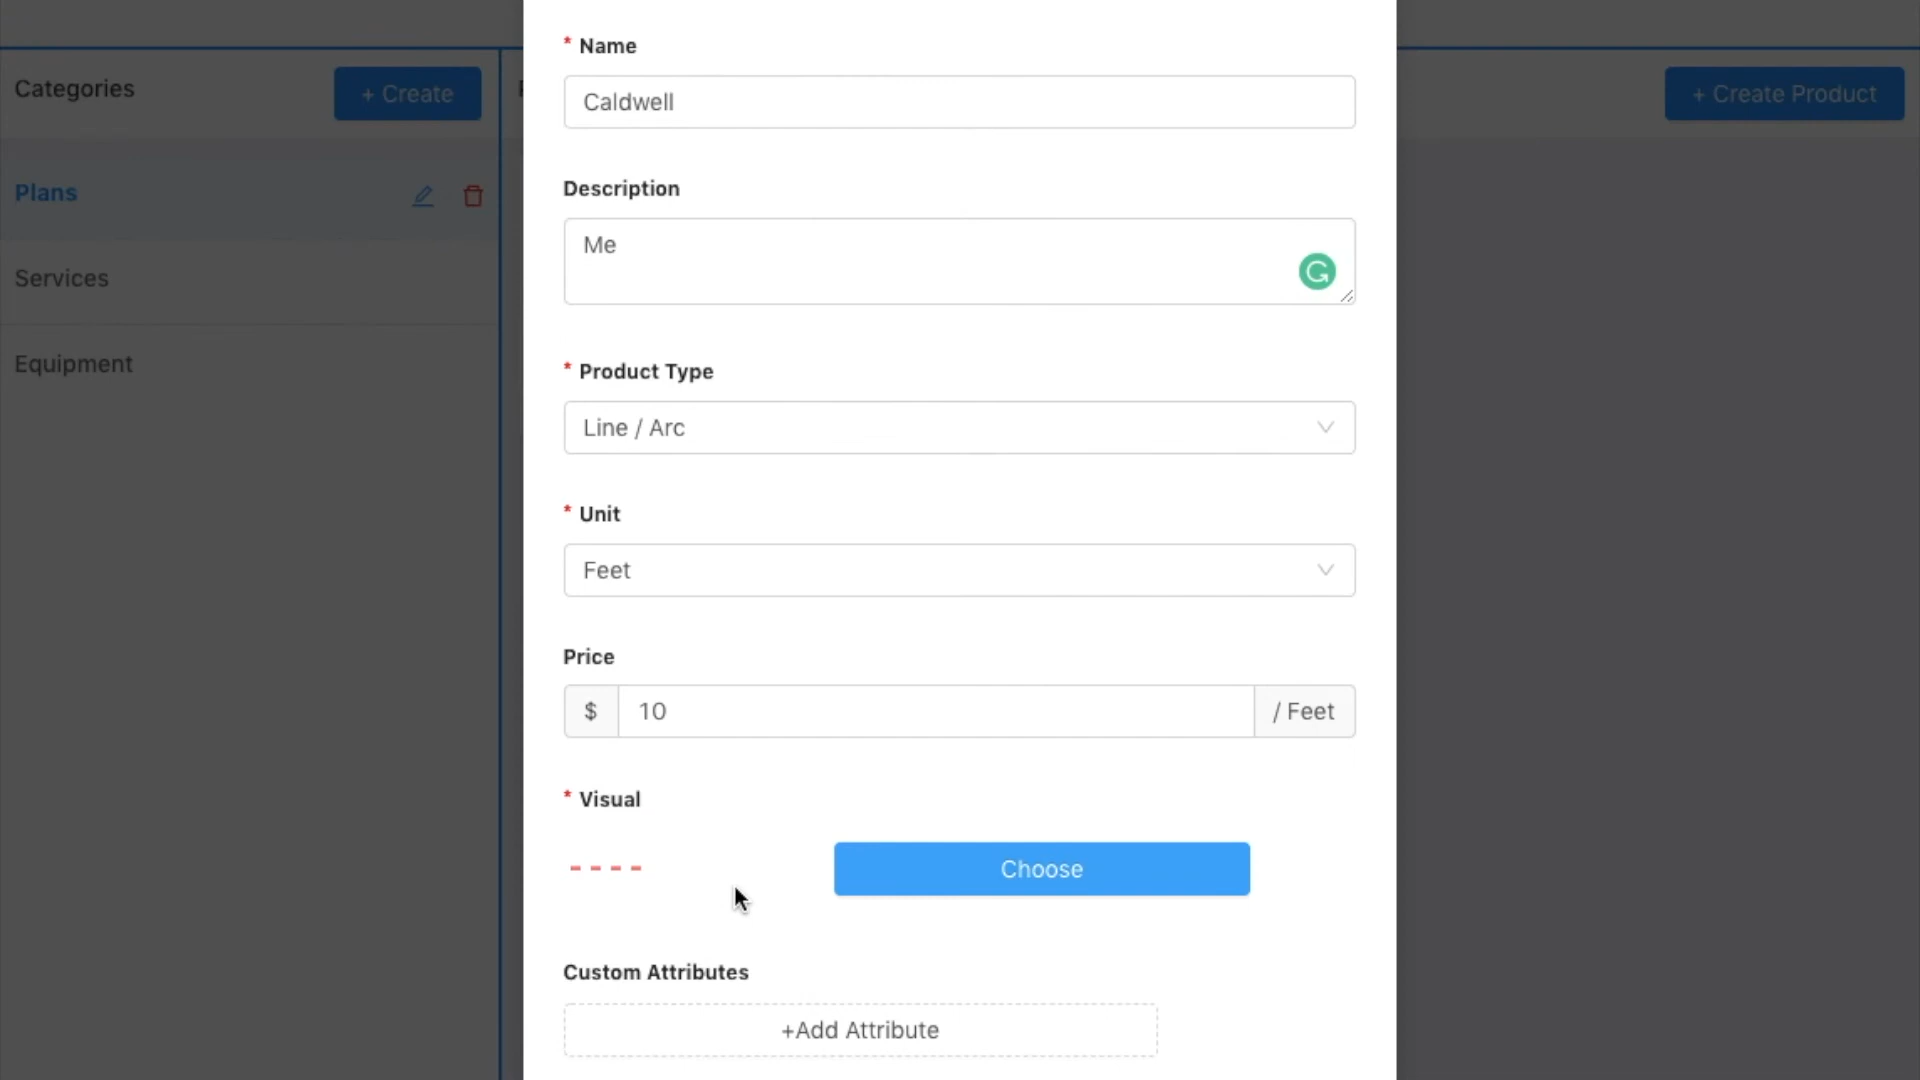 Categories
+ Create
+ Create Product
Plans
Services
Equipment
* Name
Caldwell
Description
Me
* Product Type
Line / Arc
* Unit
Feet
Price
$ 10 / Feet
* Visual
Choose
Custom Attributes
+Add Attribute